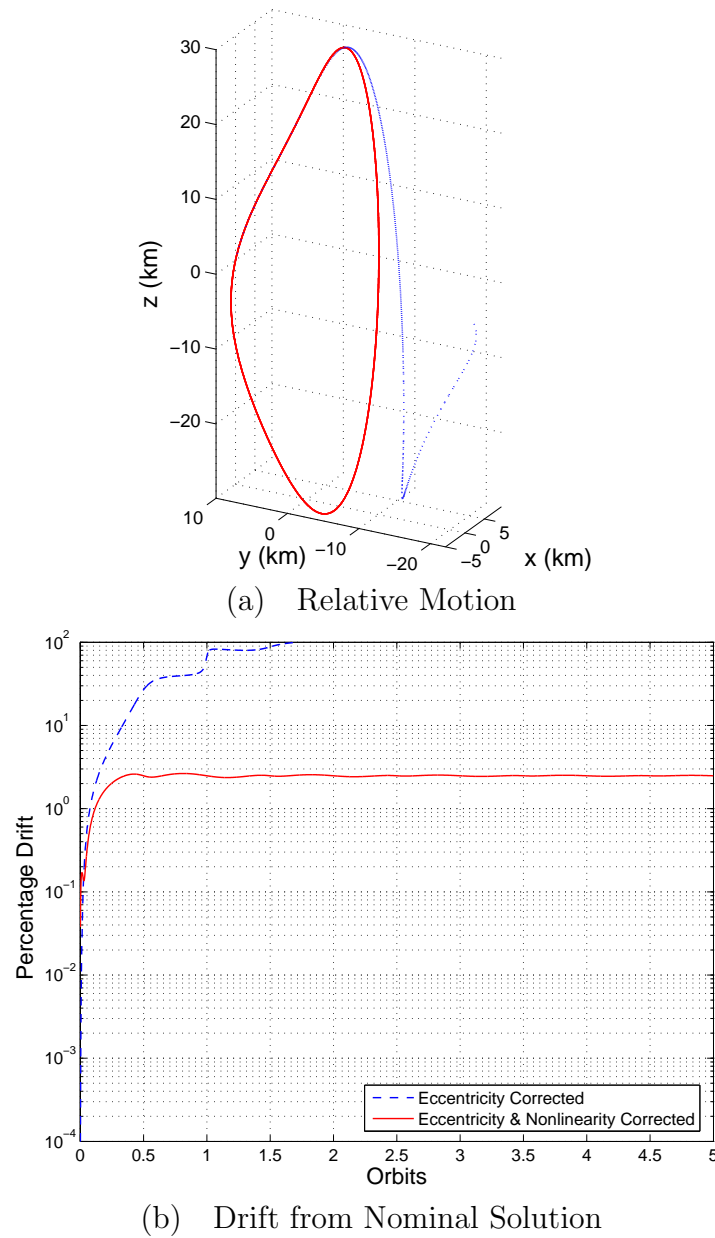 30
20
10
0
−10
−20
z (km)
10
0
−10
−20
y (km)
−5
0
5
x (km)
(a) Relative Motion
10^2
10^1
10^0
10^−1
10^−2
10^−3
10^−4
Percentage Drift
Eccentricity Corrected
Eccentricity & Nonlinearity Corrected
0 0.5 1 1.5 2 2.5 3 3.5 4 4.5 5
Orbits
(b) Drift from Nominal Solution